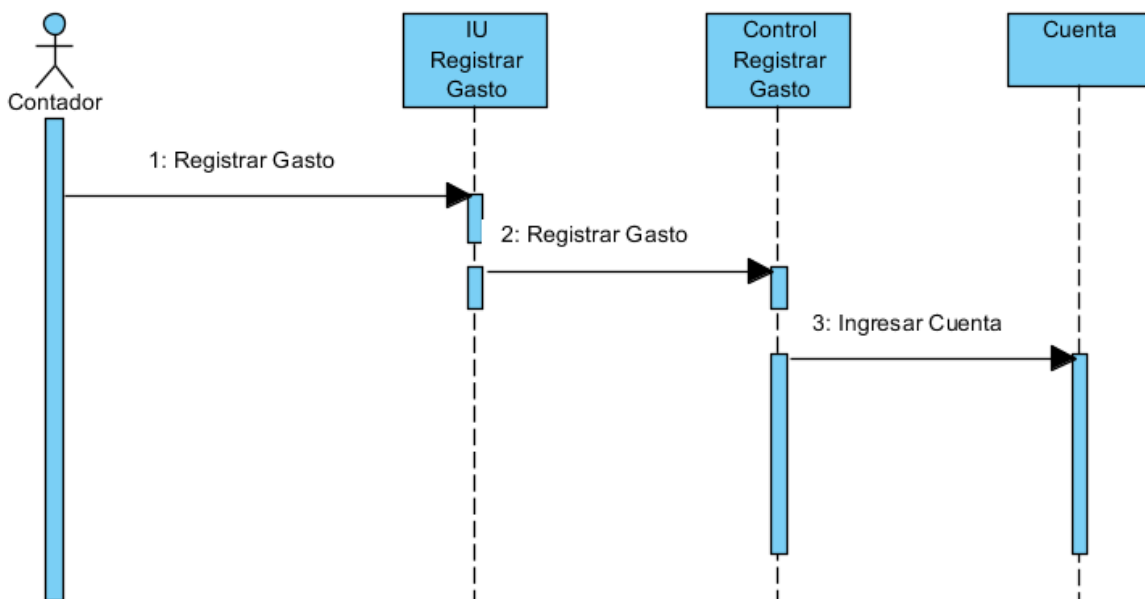 IU
Registrar
Gasto
Control
Registrar
Gasto
Cuenta
Contador
1: Registrar Gasto
2: Registrar Gasto
3: Ingresar Cuenta